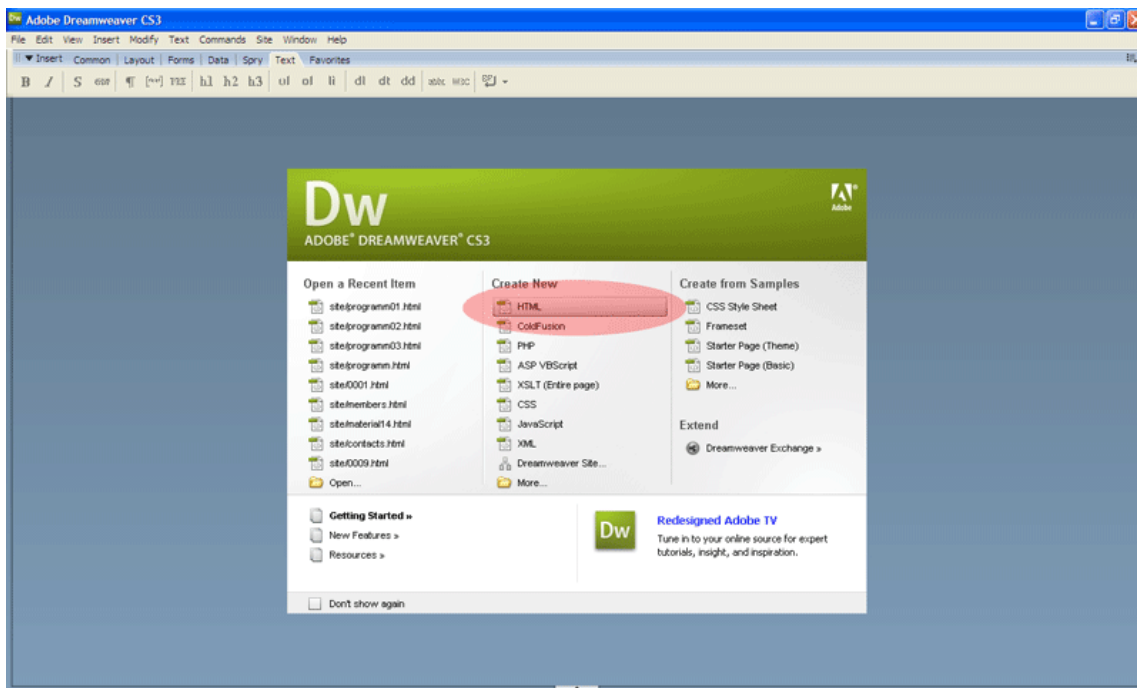 Dw Adobe Dreamweaver CS3
File Edit View Insert Modify Text Commands Site Window Help
Insert Common Layout Forms Data Spry Text Favorites
B I S em ¶ [""] PRE h1 h2 h3 ul ol li dl dt dd abbr. W3C
Dw
ADOBE® DREAMWEAVER® CS3
Adobe
Open a Recent Item
site/programm01.html
site/programm02.html
site/programm03.html
site/programm.html
site/0001.html
site/members.html
site/material14.html
site/contacts.html
site/0009.html
Open...
Create New
HTML
ColdFusion
PHP
ASP VBScript
XSLT (Entire page)
CSS
JavaScript
XML
Dreamweaver Site...
More...
Create from Samples
CSS Style Sheet
Frameset
Starter Page (Theme)
Starter Page (Basic)
More...
Extend
Dreamweaver Exchange »
Getting Started »
New Features »
Resources »
Dw
Redesigned Adobe TV
Tune in to your online source for expert
tutorials, insight, and inspiration.
Don't show again